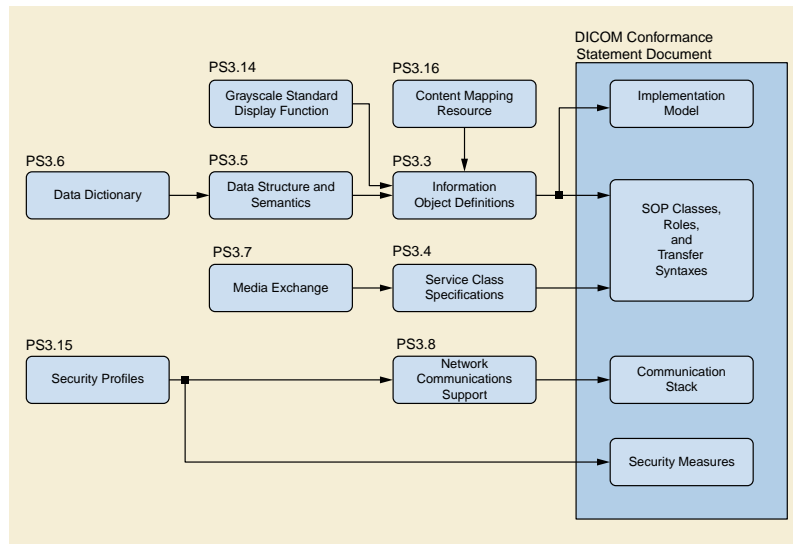 DICOM Conformance
Statement Document
PS3.14
Grayscale Standard
Display Function
PS3.16
Content Mapping
Resource
Implementation
Model
PS3.6
Data Dictionary
PS3.5
Data Structure and
Semantics
PS3.3
Information
Object Definitions
SOP Classes,
Roles,
and
Transfer
Syntaxes
PS3.7
Media Exchange
PS3.4
Service Class
Specifications
PS3.15
Security Profiles
PS3.8
Network
Communications
Support
Communication
Stack
Security Measures